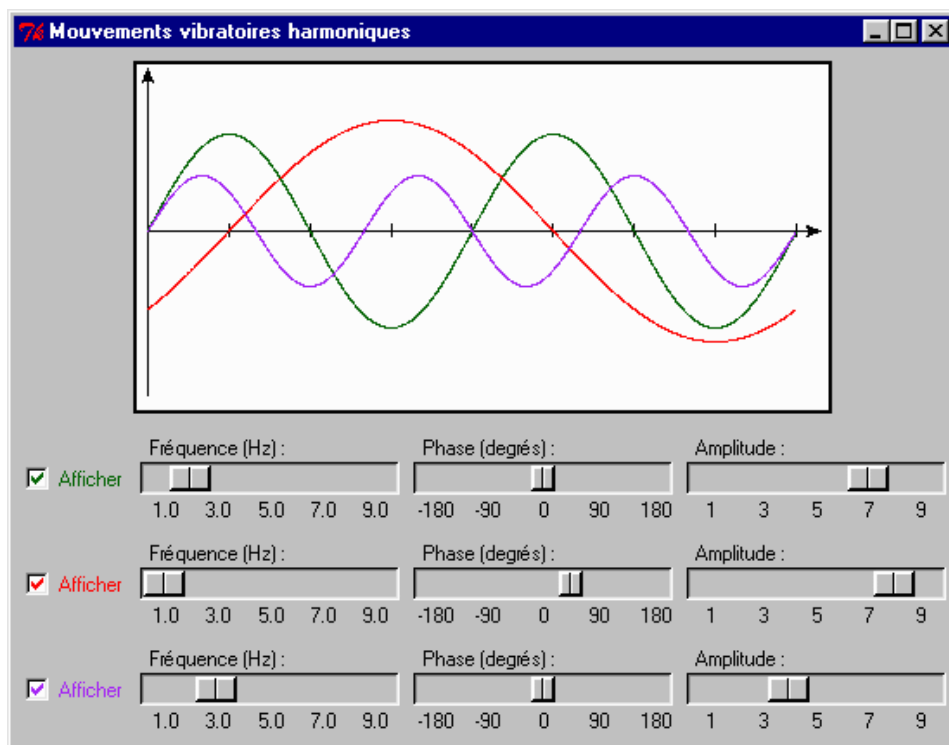 Mouvements vibratoires harmoniques
Fréquence (Hz) : Phase (degrés) : Amplitude :
Afficher
1.0 3.0 5.0 7.0 9.0 -180 -90 0 90 180 1 3 5 7 9
Fréquence (Hz) : Phase (degrés) : Amplitude :
Afficher
1.0 3.0 5.0 7.0 9.0 -180 -90 0 90 180 1 3 5 7 9
Fréquence (Hz) : Phase (degrés) : Amplitude :
Afficher
1.0 3.0 5.0 7.0 9.0 -180 -90 0 90 180 1 3 5 7 9